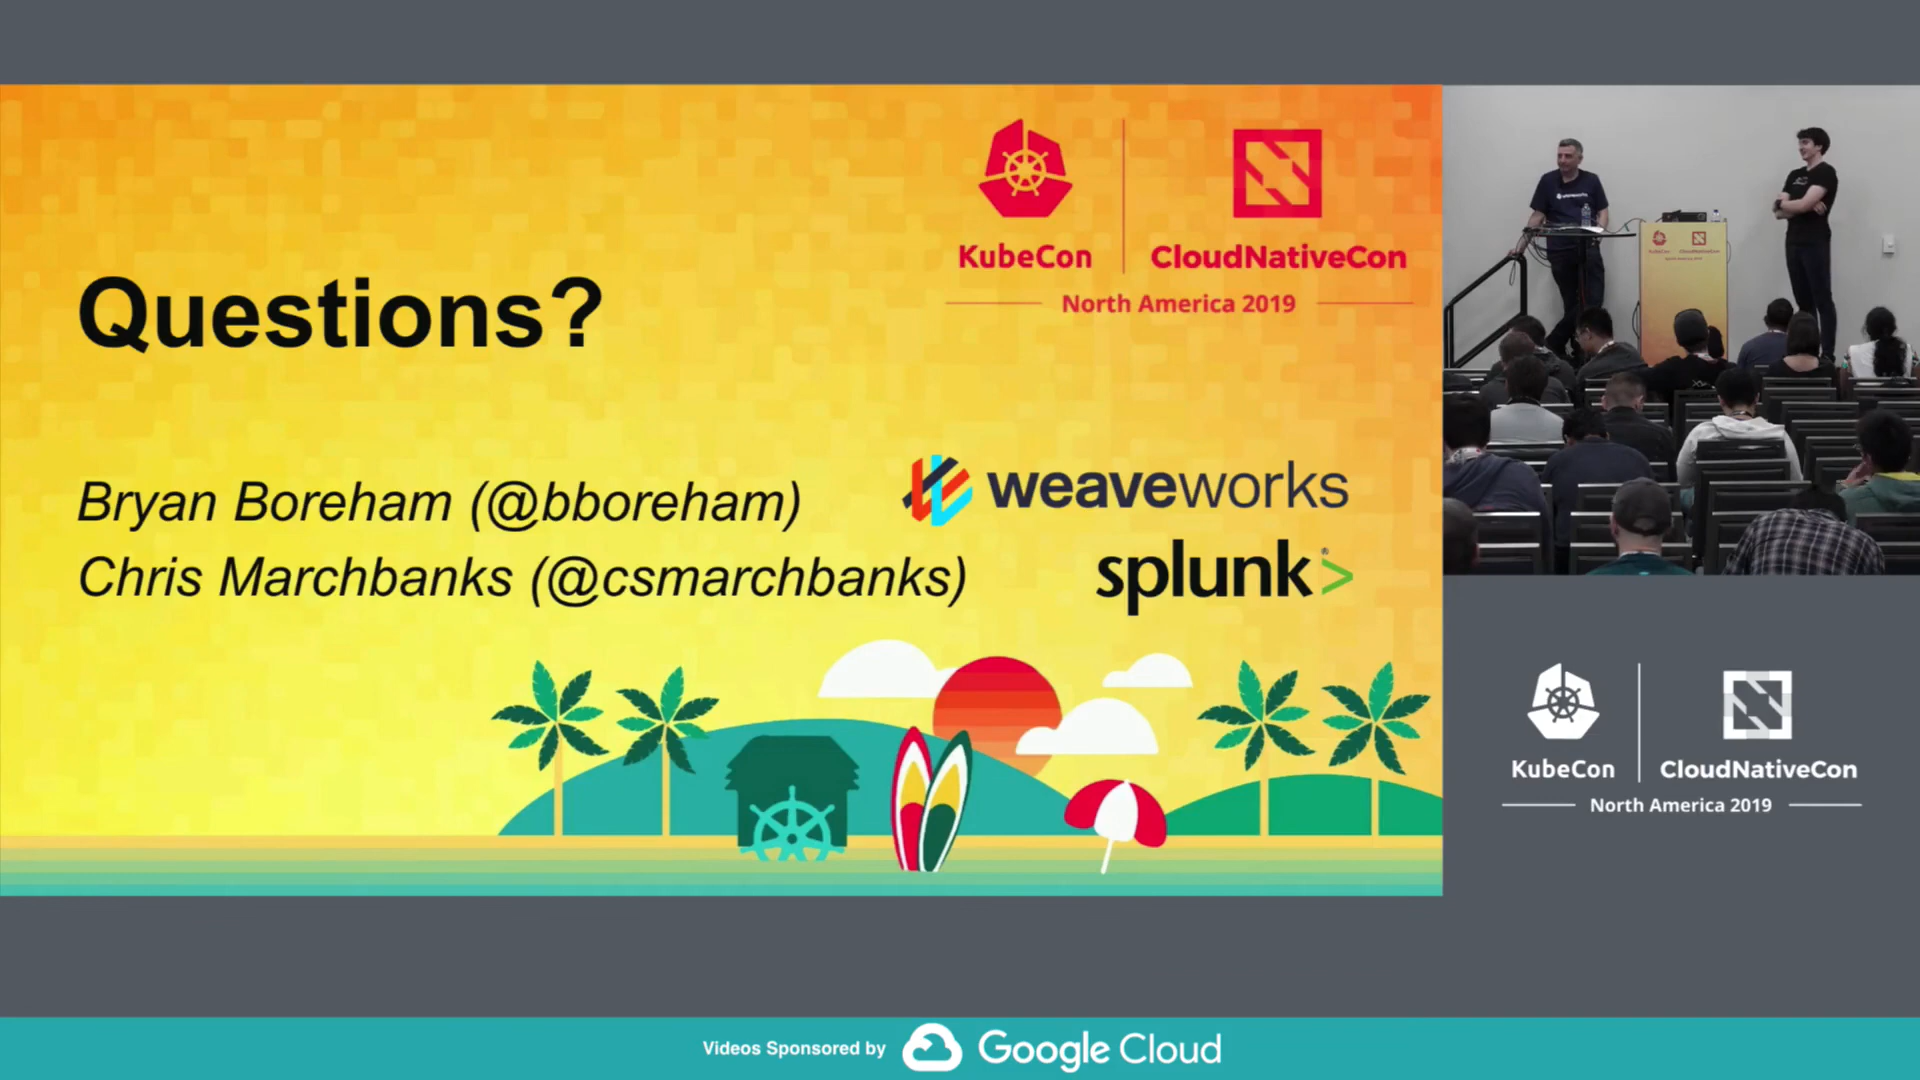 KubeCon
CloudNativeCon
North America 2019
Questions?
Bryan Boreham (@bboreham)
weaveworks
Chris Marchbanks (@csmarchbanks)
splunk>
KubeCon
CloudNativeCon
North America 2019
Videos Sponsored by
Google Cloud